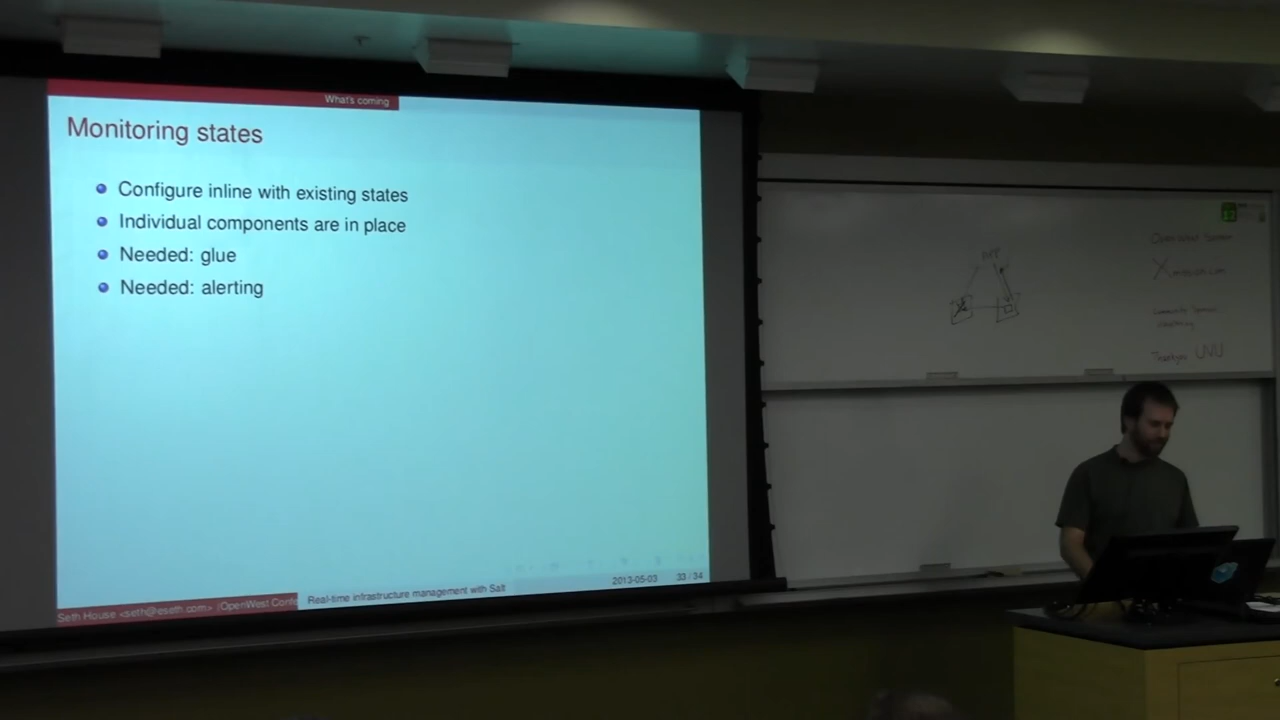 What's coming
Monitoring states
Configure inline with existing states
Individual components are in place
Needed: glue
Needed: alerting
Seth House <seth@eseth.com> (OpenWest Conf
Real-time infrastructure management with Salt
2013-05-03
33 / 34
UVU